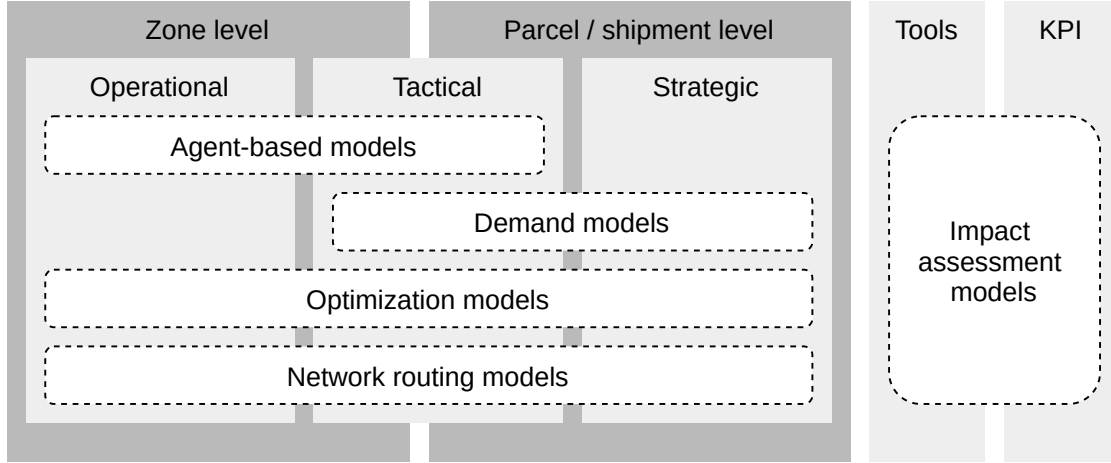 Zone level
Parcel / shipment level
Tools
KPI
Operational
Tactical
Strategic
Agent-based models
Demand models
Optimization models
Network routing models
Impact
assessment
models